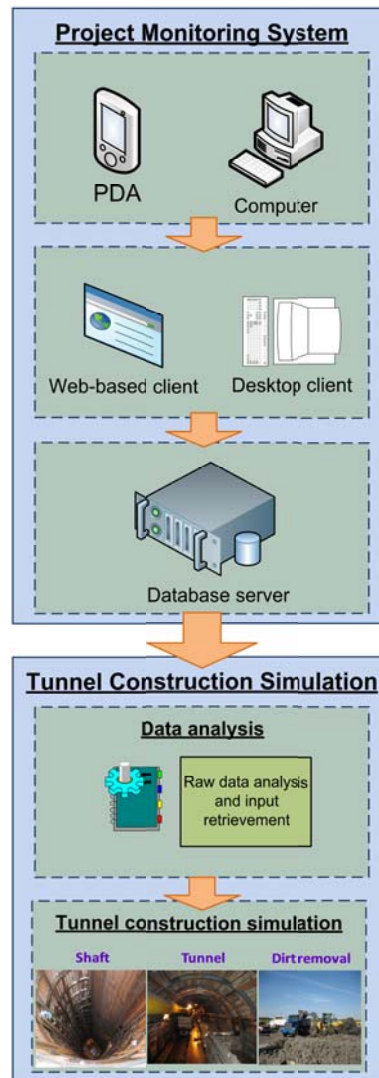 Project Monitoring System
PDA
Computer
Web-based client
Desktop client
Database server
Tunnel Construction Simulation
Data analysis
Raw data analysis
and input
retrievement
Tunnel construction simulation
Shaft
Tunnel
Dirtremoval